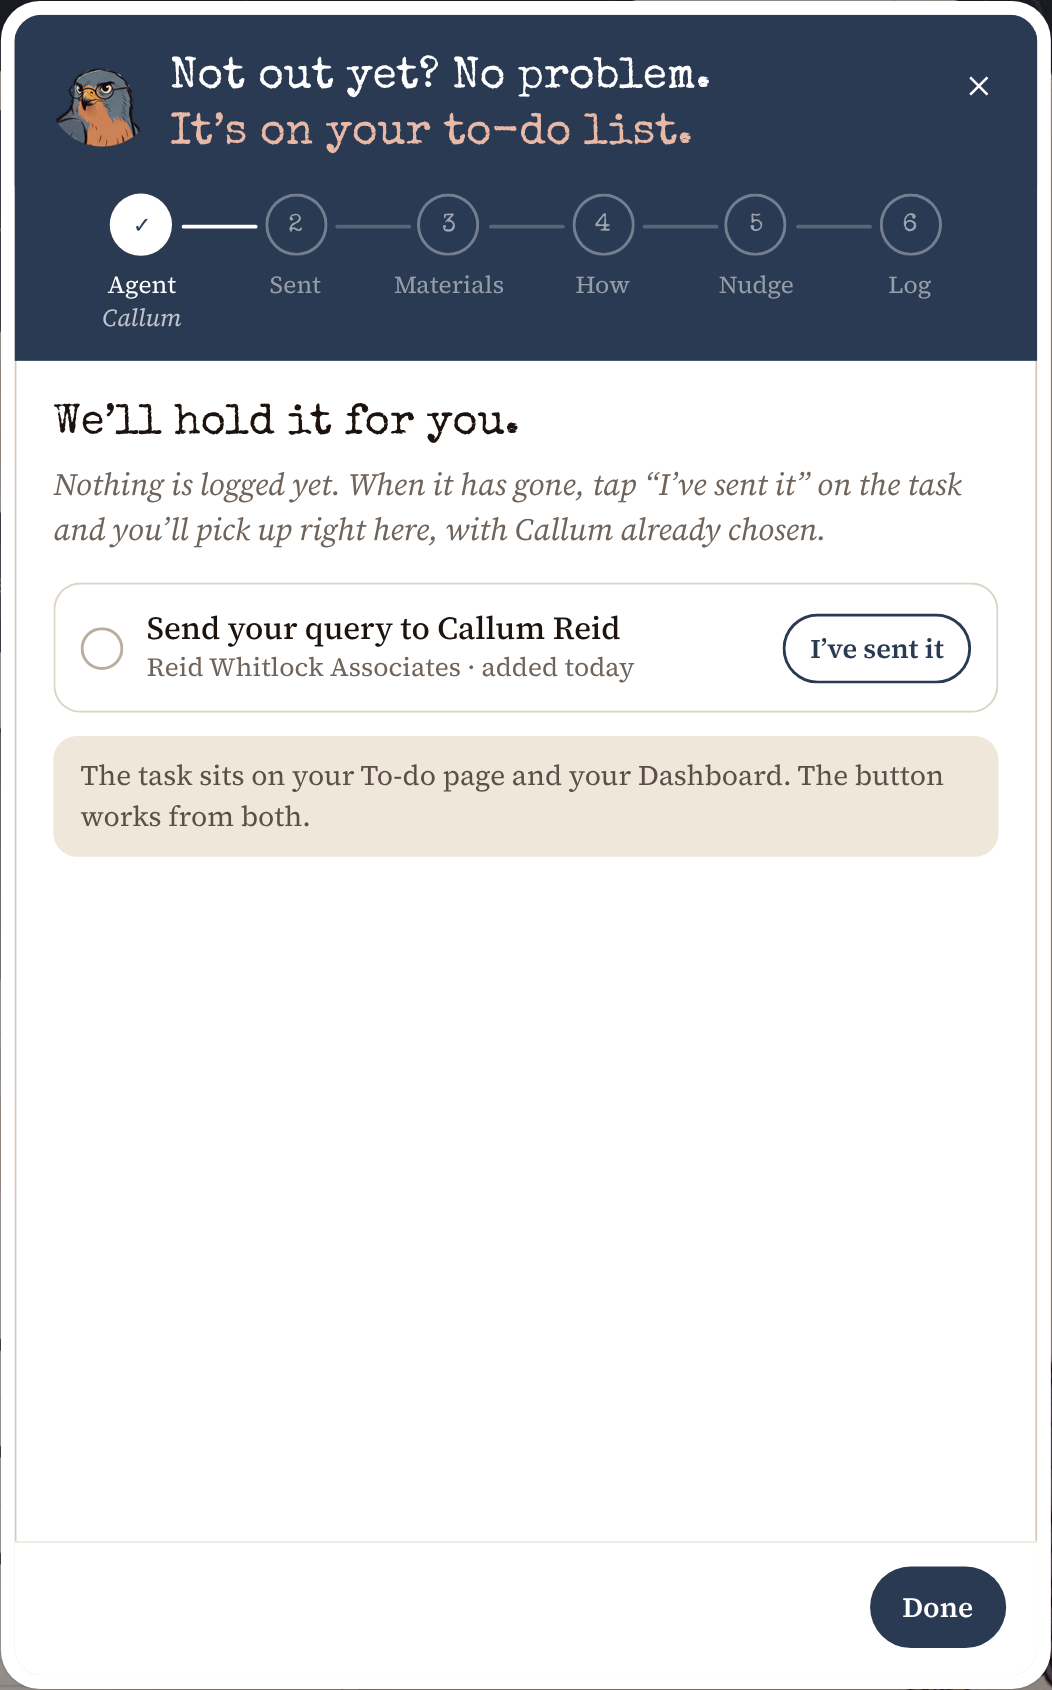 Not out yet? No problem.
It’s on your to-do list.
✓ 2 3 4 5 6
Agent Sent Materials How Nudge Log
Callum
We’ll hold it for you.
Nothing is logged yet. When it has gone, tap “I’ve sent it” on the task
and you’ll pick up right here, with Callum already chosen.
Send your query to Callum Reid
Reid Whitlock Associates · added today
I’ve sent it
The task sits on your To-do page and your Dashboard. The button
works from both.
Done